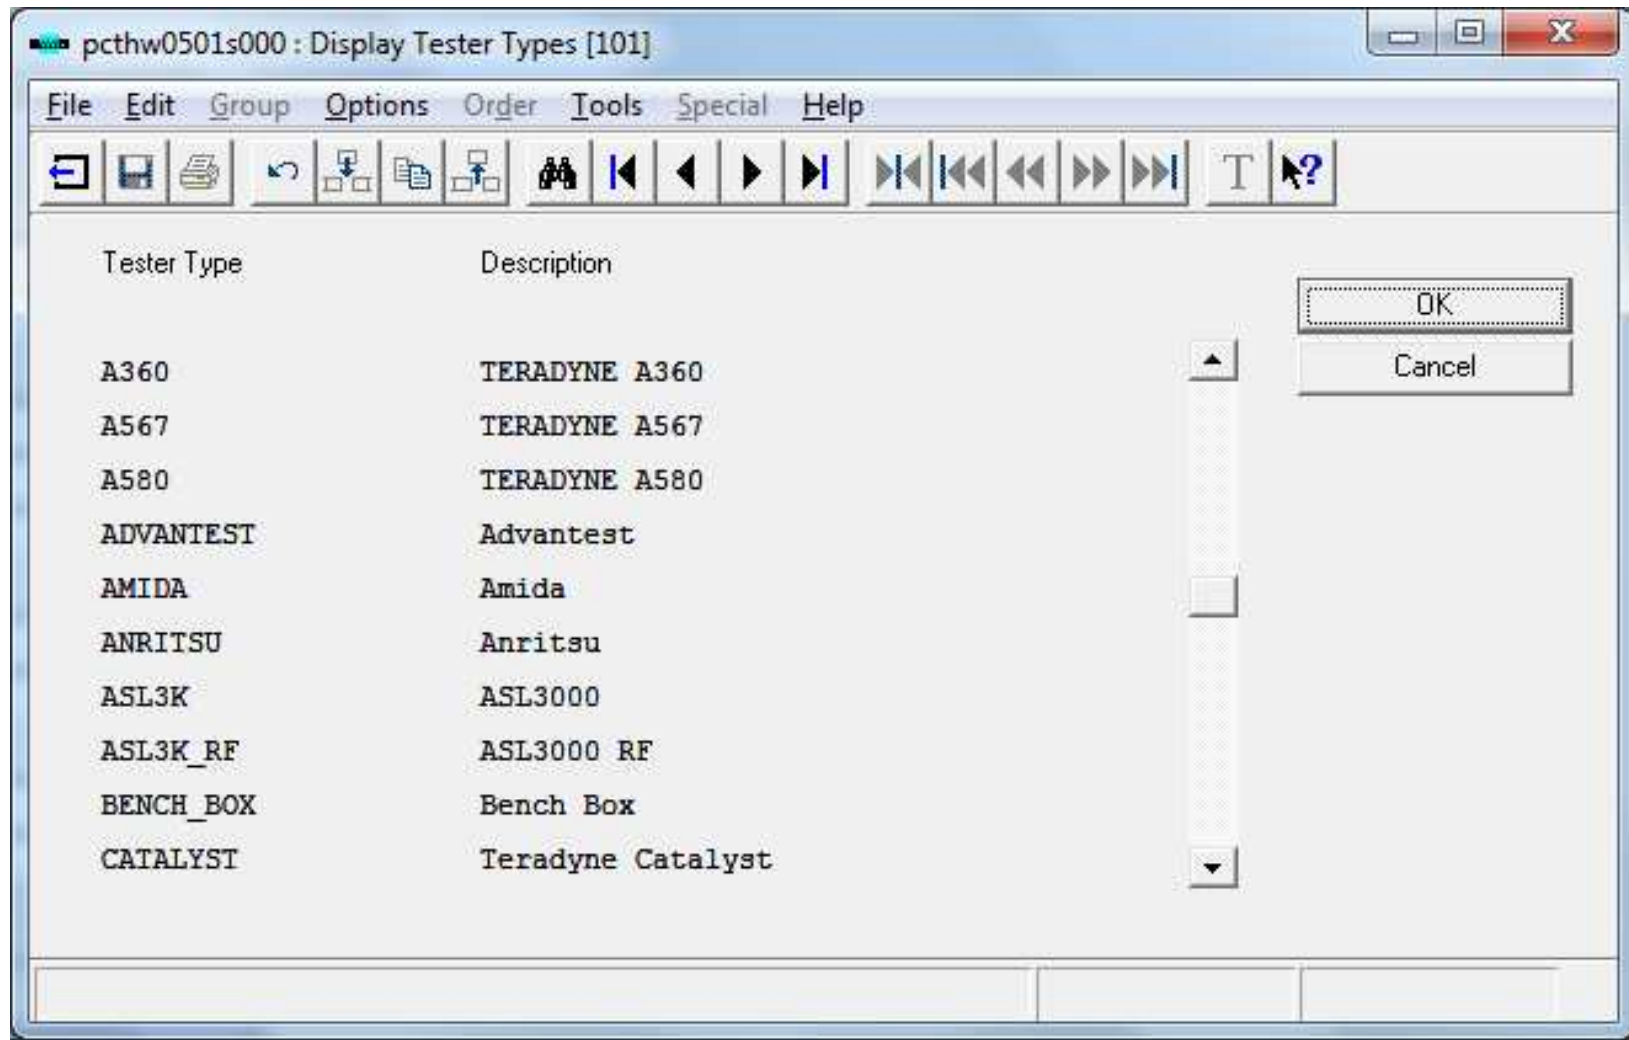 pcthw0501s000 : Display Tester Types [101]
File Edit Group Options Order Tools Special Help
T ?
Tester Type Description
OK
Cancel
A360 TERADYNE A360
A567 TERADYNE A567
A580 TERADYNE A580
ADVANTEST Advantest
AMIDA Amida
ANRITSU Anritsu
ASL3K ASL3000
ASL3K_RF ASL3000 RF
BENCH_BOX Bench Box
CATALYST Teradyne Catalyst